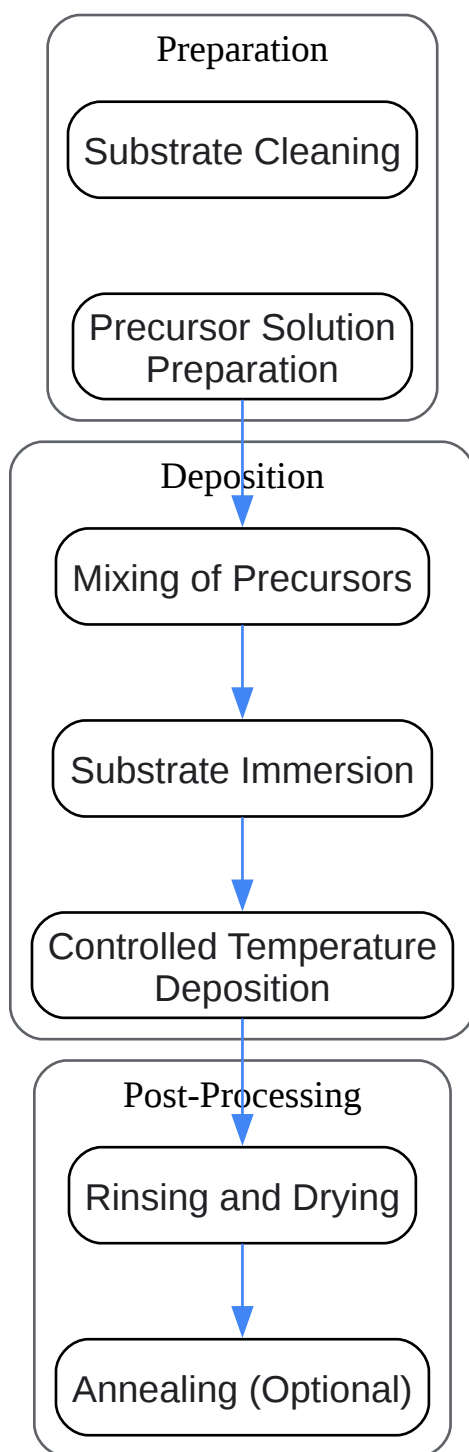 Preparation
Substrate Cleaning
Precursor Solution
Preparation
Deposition
Mixing of Precursors
Substrate Immersion
Controlled Temperature
Deposition
Post-Processing
Rinsing and Drying
Annealing (Optional)